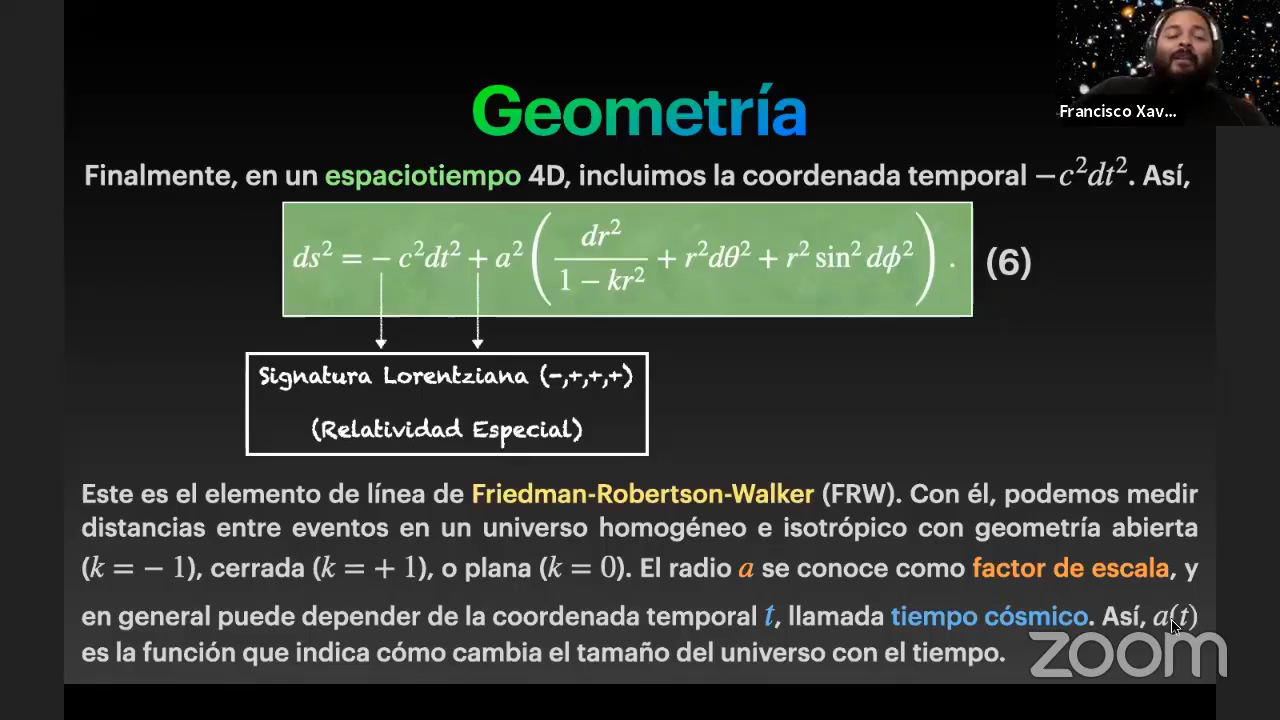 Francisco Xav...
Geometría
Finalmente, en un espaciotiempo 4D, incluimos la coordenada temporal −c²dt². Así,
ds² = − c²dt² + a² ( dr² / 1 − kr² + r²dθ² + r² sin² dϕ² ) . (6)
Signatura Lorentziana (-,+,+,+)
(Relatividad Especial)
Este es el elemento de línea de Friedman-Robertson-Walker (FRW). Con él, podemos medir
distancias entre eventos en un universo homogéneo e isotrópico con geometría abierta
(k = − 1), cerrada (k = + 1), o plana (k = 0). El radio a se conoce como factor de escala, y
en general puede depender de la coordenada temporal t, llamada tiempo cósmico. Así, a(t)
es la función que indica cómo cambia el tamaño del universo con el tiempo.
zoom